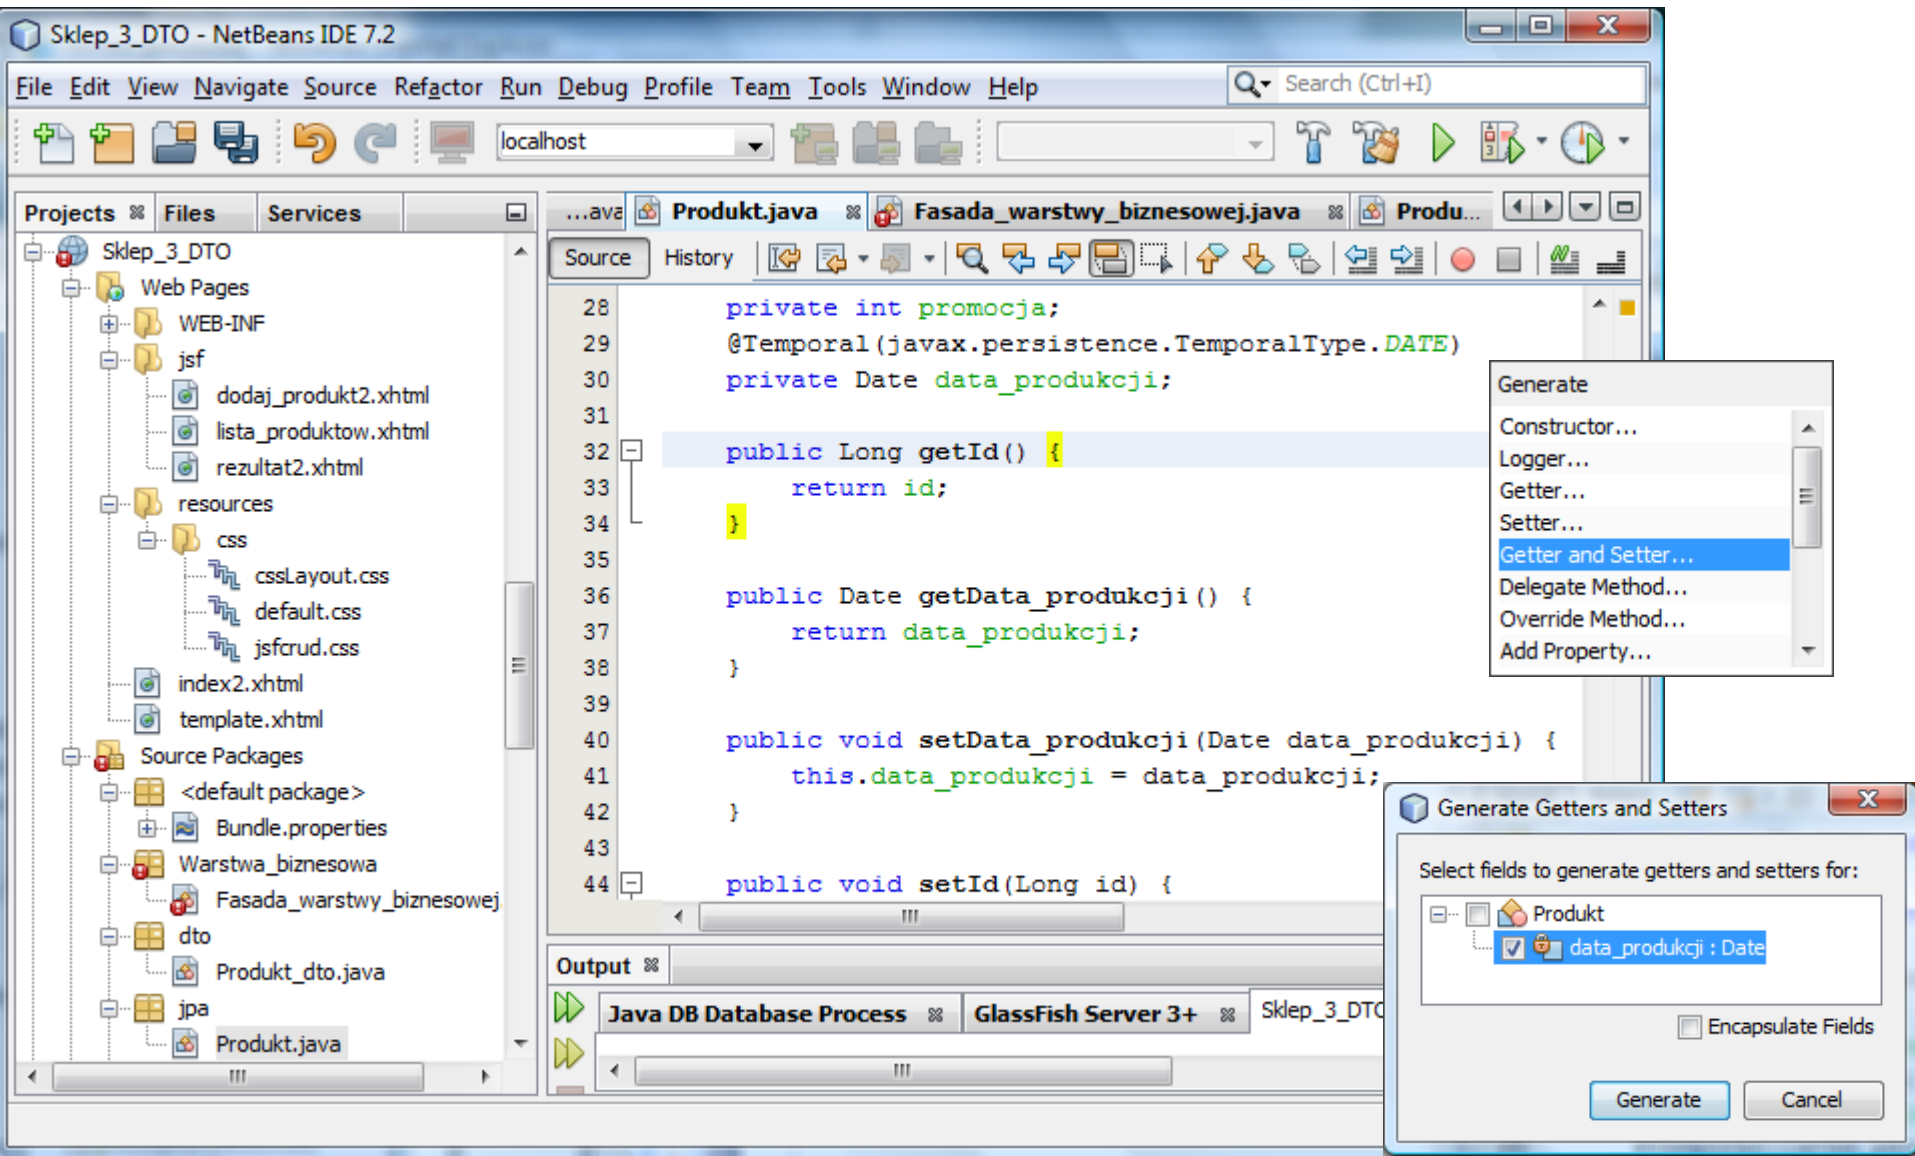 Sklep_3_DTO - NetBeans IDE 7.2
File Edit View Navigate Source Refactor Run Debug Profile Team Tools Window Help
Search (Ctrl+I)
localhost
Projects Files Services
Sklep_3_DTO
Web Pages
WEB-INF
jsf
dodaj_produkt2.xhtml
lista_produktow.xhtml
rezultat2.xhtml
resources
css
cssLayout.css
default.css
jsfcrud.css
index2.xhtml
template.xhtml
Source Packages
<default package>
Bundle.properties
Warstwa_biznesowa
Fasada_warstwy_biznesowej
dto
Produkt_dto.java
jpa
Produkt.java
...ava Produkt.java Fasada_warstwy_biznesowej.java Produ...
Source History
28 private int promocja;
29 @Temporal(javax.persistence.TemporalType.DATE)
30 private Date data_produkcji;
31
32 public Long getId() {
33 return id;
34 }
35
36 public Date getData_produkcji() {
37 return data_produkcji;
38 }
39
40 public void setData_produkcji(Date data_produkcji) {
41 this.data_produkcji = data_produkcji;
42 }
43
44 public void setId(Long id) {
Output
Java DB Database Process GlassFish Server 3+ Sklep_3_DTO
Generate
Constructor...
Logger...
Getter...
Setter...
Getter and Setter...
Delegate Method...
Override Method...
Add Property...
Generate Getters and Setters
Select fields to generate getters and setters for:
Produkt
data_produkcji : Date
Encapsulate Fields
Generate Cancel